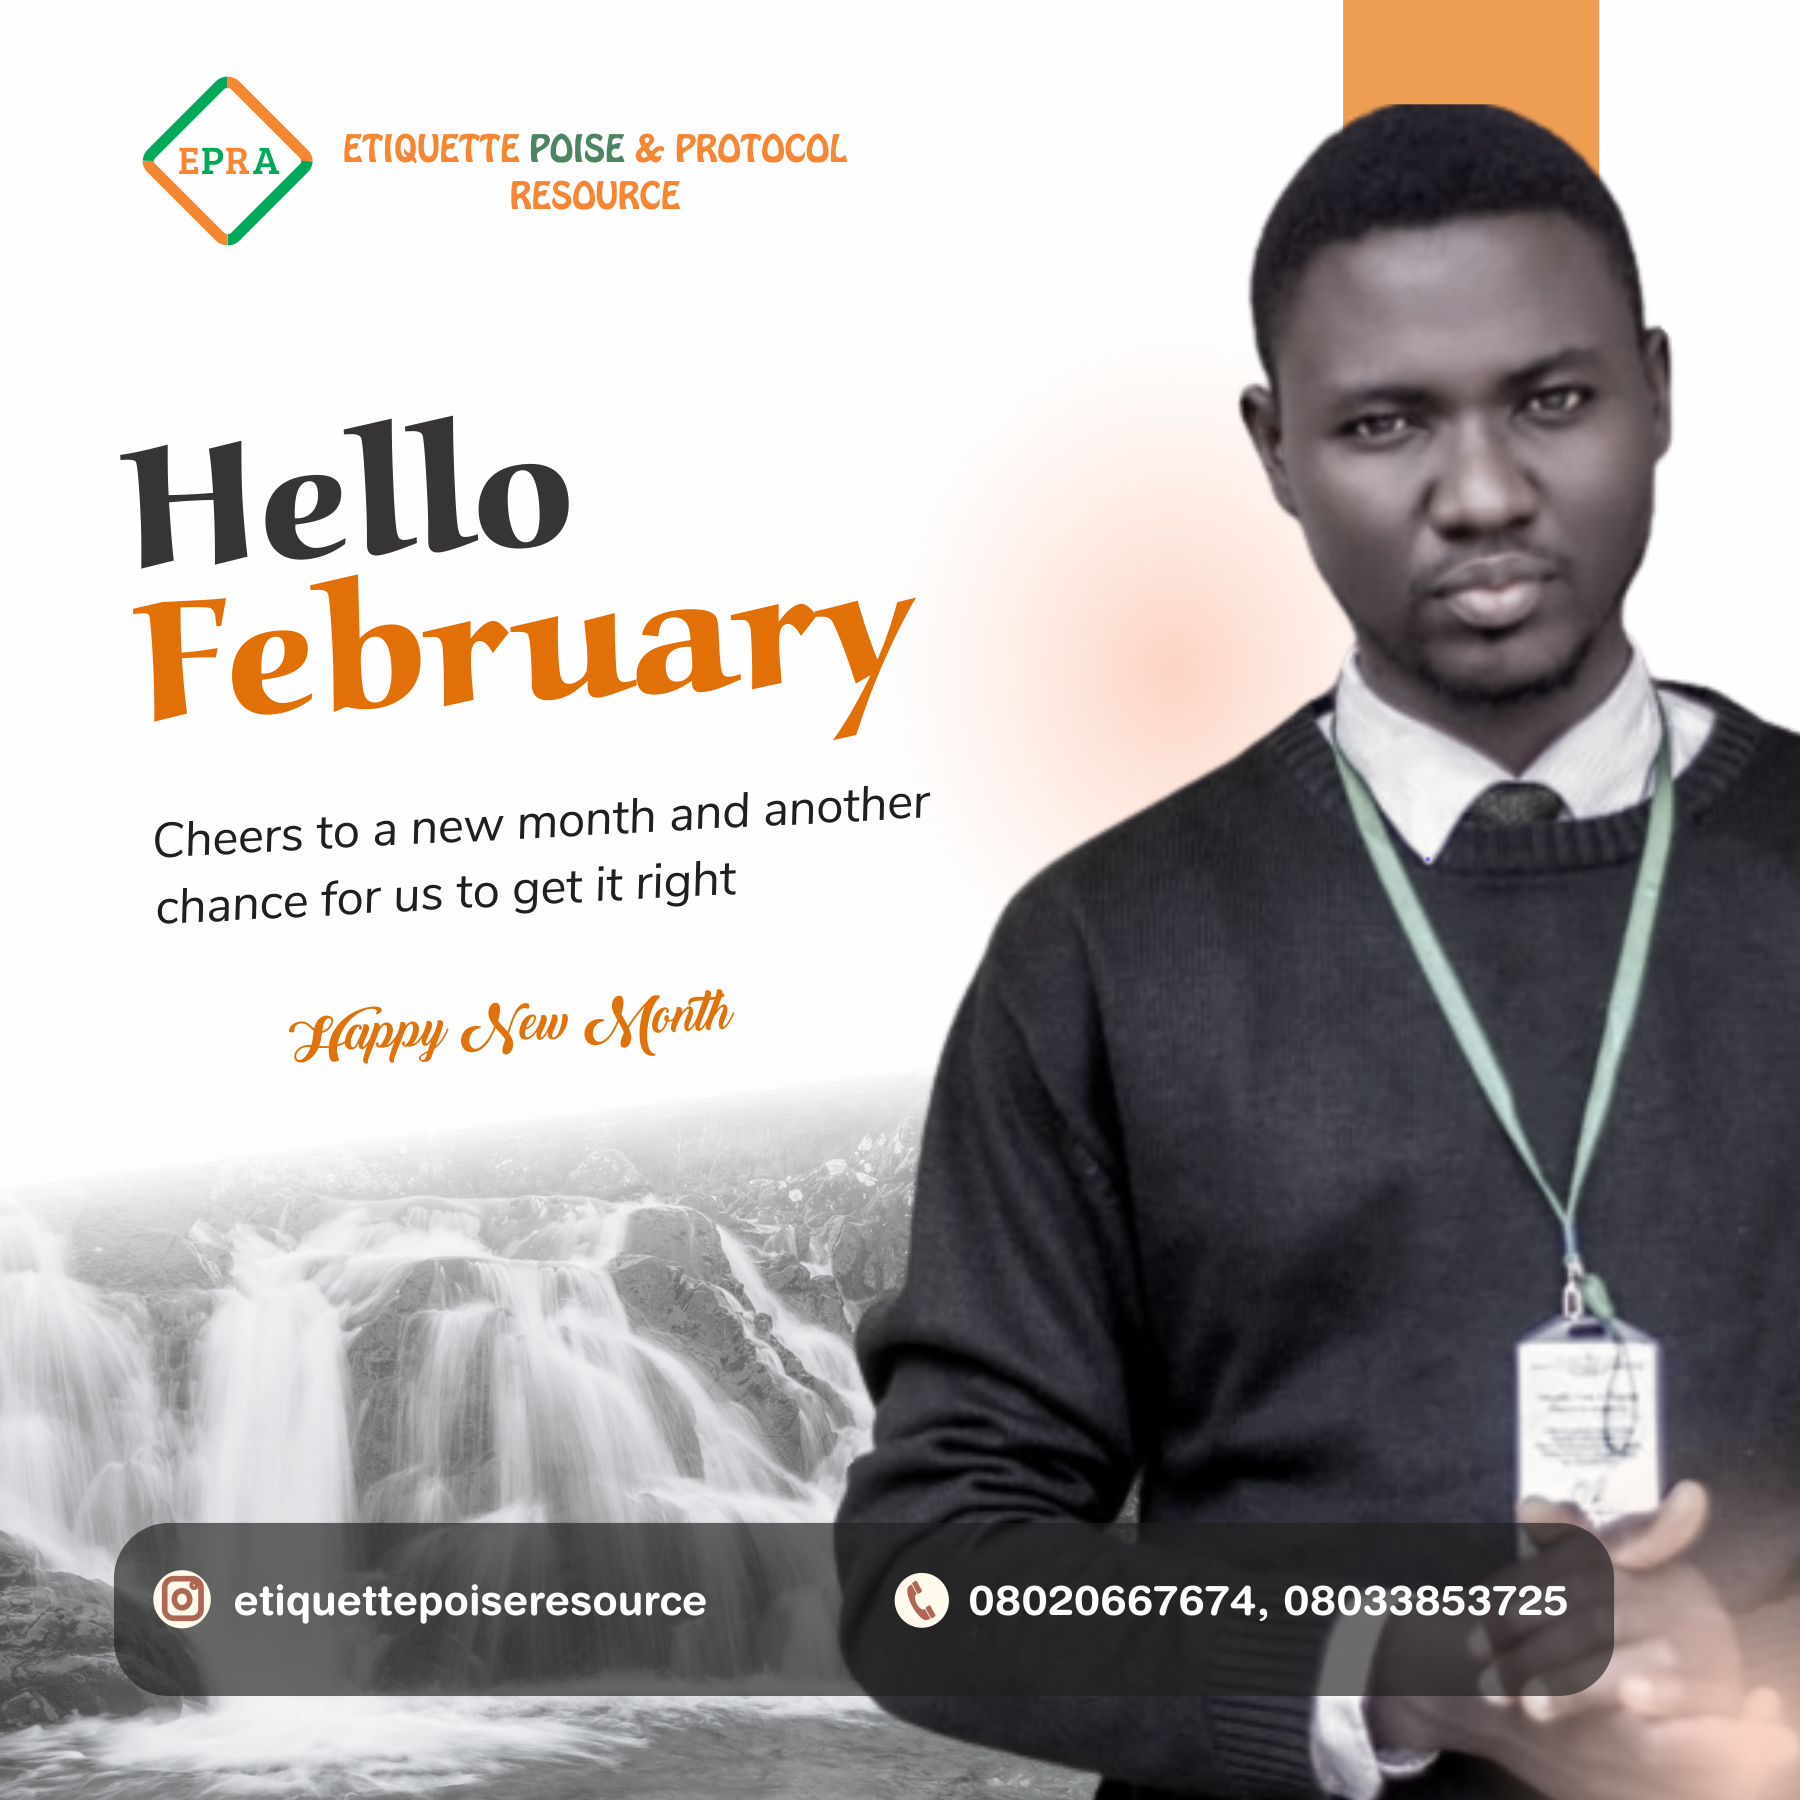 EPRA
ETIQUETTE POISE & PROTOCOL
RESOURCE
Hello
February
Cheers to a new month and another
chance for us to get it right
Happy New Month
etiquettepoiseresource
08020667674, 08033853725